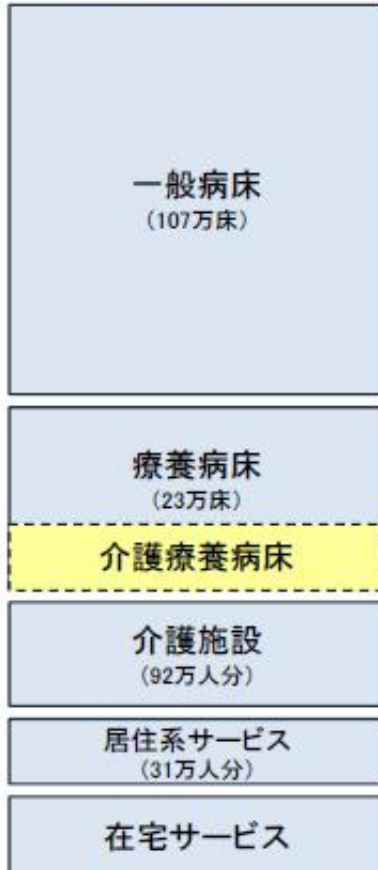 一般病床
（107万床）
療養病床
（23万床）
介護療養病床
介護施設
（92万人分）
居住系サービス
（31万人分）
在宅サービス